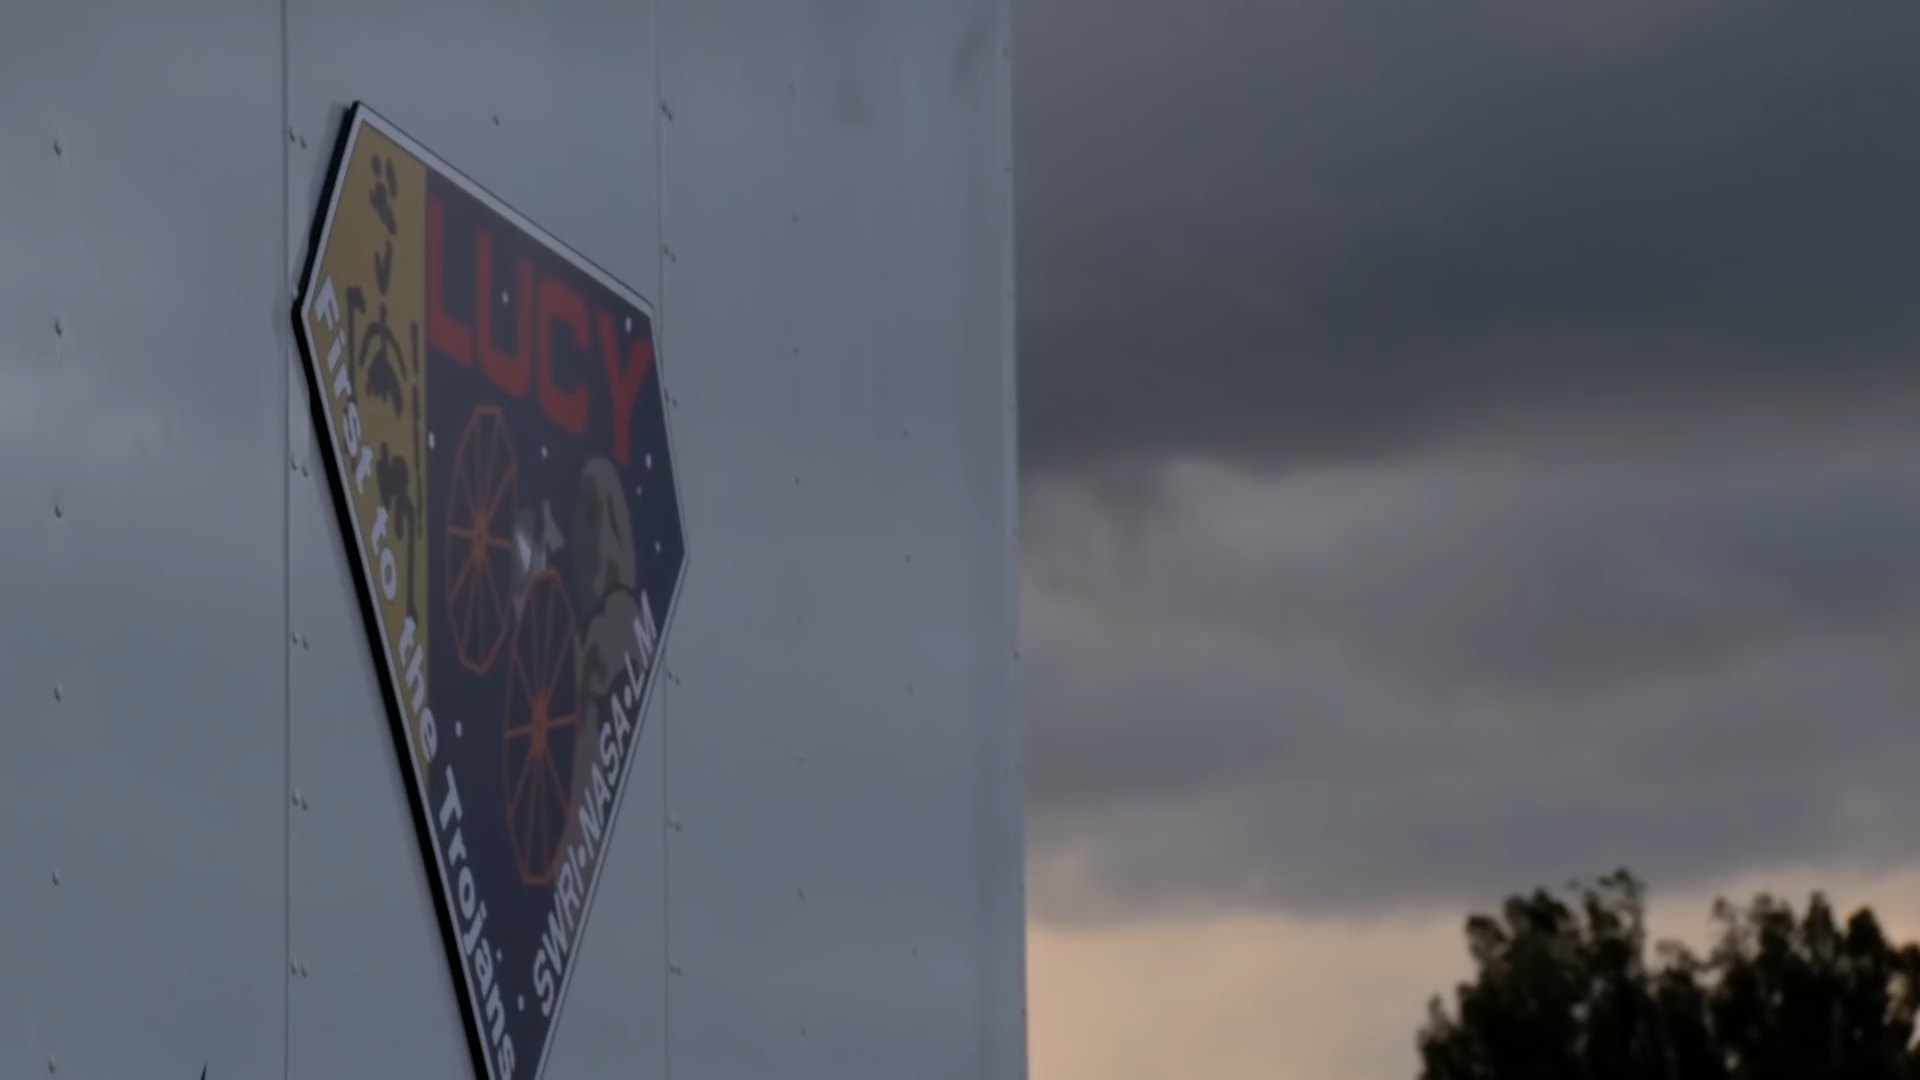 LUCY
First to the Trojans
SWRI•NASA•LM